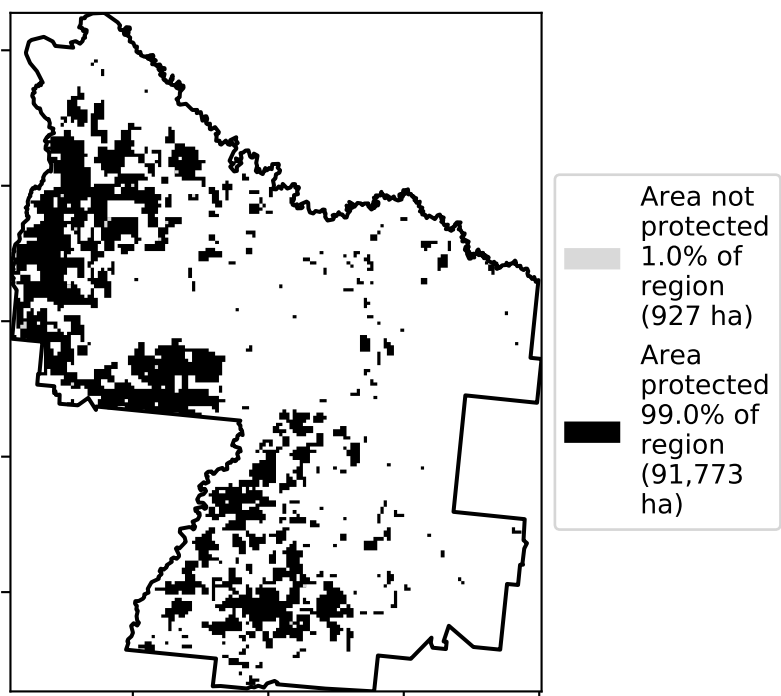 Area not
protected
1.0% of
region
(927 ha)
Area
protected
99.0% of
region
(91,773
ha)